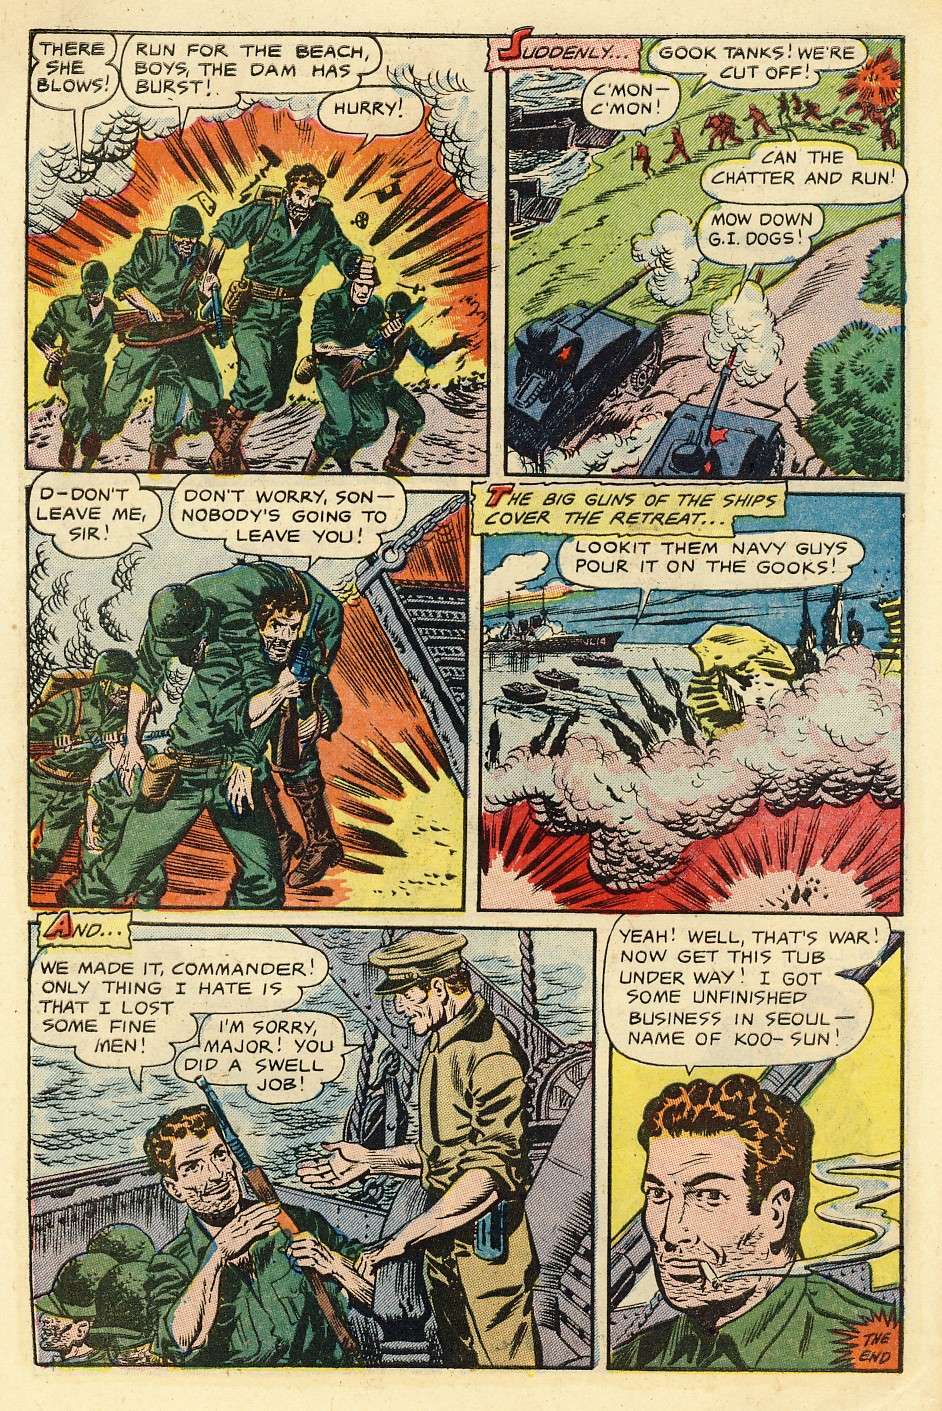 THERE
SHE
BLOWS!
RUN FOR THE BEACH,
BOYS, THE DAM HAS
BURST!
HURRY!
SUDDENLY...
GOOK TANKS! WE'RE
CUT OFF!
C'MON—
C'MON!
CAN THE
CHATTER AND RUN!
MOW DOWN
G.I. DOGS!
D-DON'T
LEAVE ME,
SIR!
DON'T WORRY, SON—
NOBODY'S GOING TO
LEAVE YOU!
THE BIG GUNS OF THE SHIPS
COVER THE RETREAT...
LOOKIT THEM NAVY GUYS
POUR IT ON THE GOOKS!
AND...
WE MADE IT, COMMANDER!
ONLY THING I HATE IS
THAT I LOST
SOME FINE
MEN!
I'M SORRY,
MAJOR! YOU
DID A SWELL
JOB!
YEAH! WELL, THAT'S WAR!
NOW GET THIS TUB
UNDER WAY! I GOT
SOME UNFINISHED
BUSINESS IN SEOUL—
NAME OF KOO-SUN!
THE
END